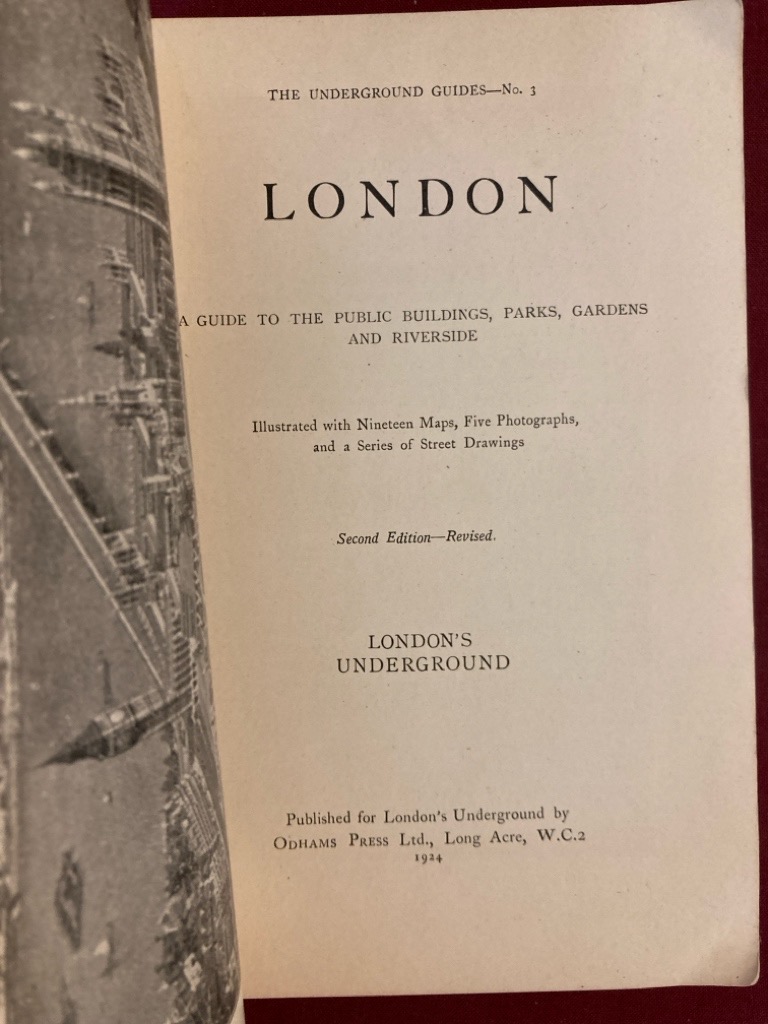 THE UNDERGROUND GUIDES—No. 3
LONDON
A GUIDE TO THE PUBLIC BUILDINGS, PARKS, GARDENS
AND RIVERSIDE
Illustrated with Nineteen Maps, Five Photographs,
and a Series of Street Drawings
Second Edition—Revised.
LONDON'S
UNDERGROUND
Published for London's Underground by
ODHAMS PRESS Ltd., Long Acre, W.C.2
1924